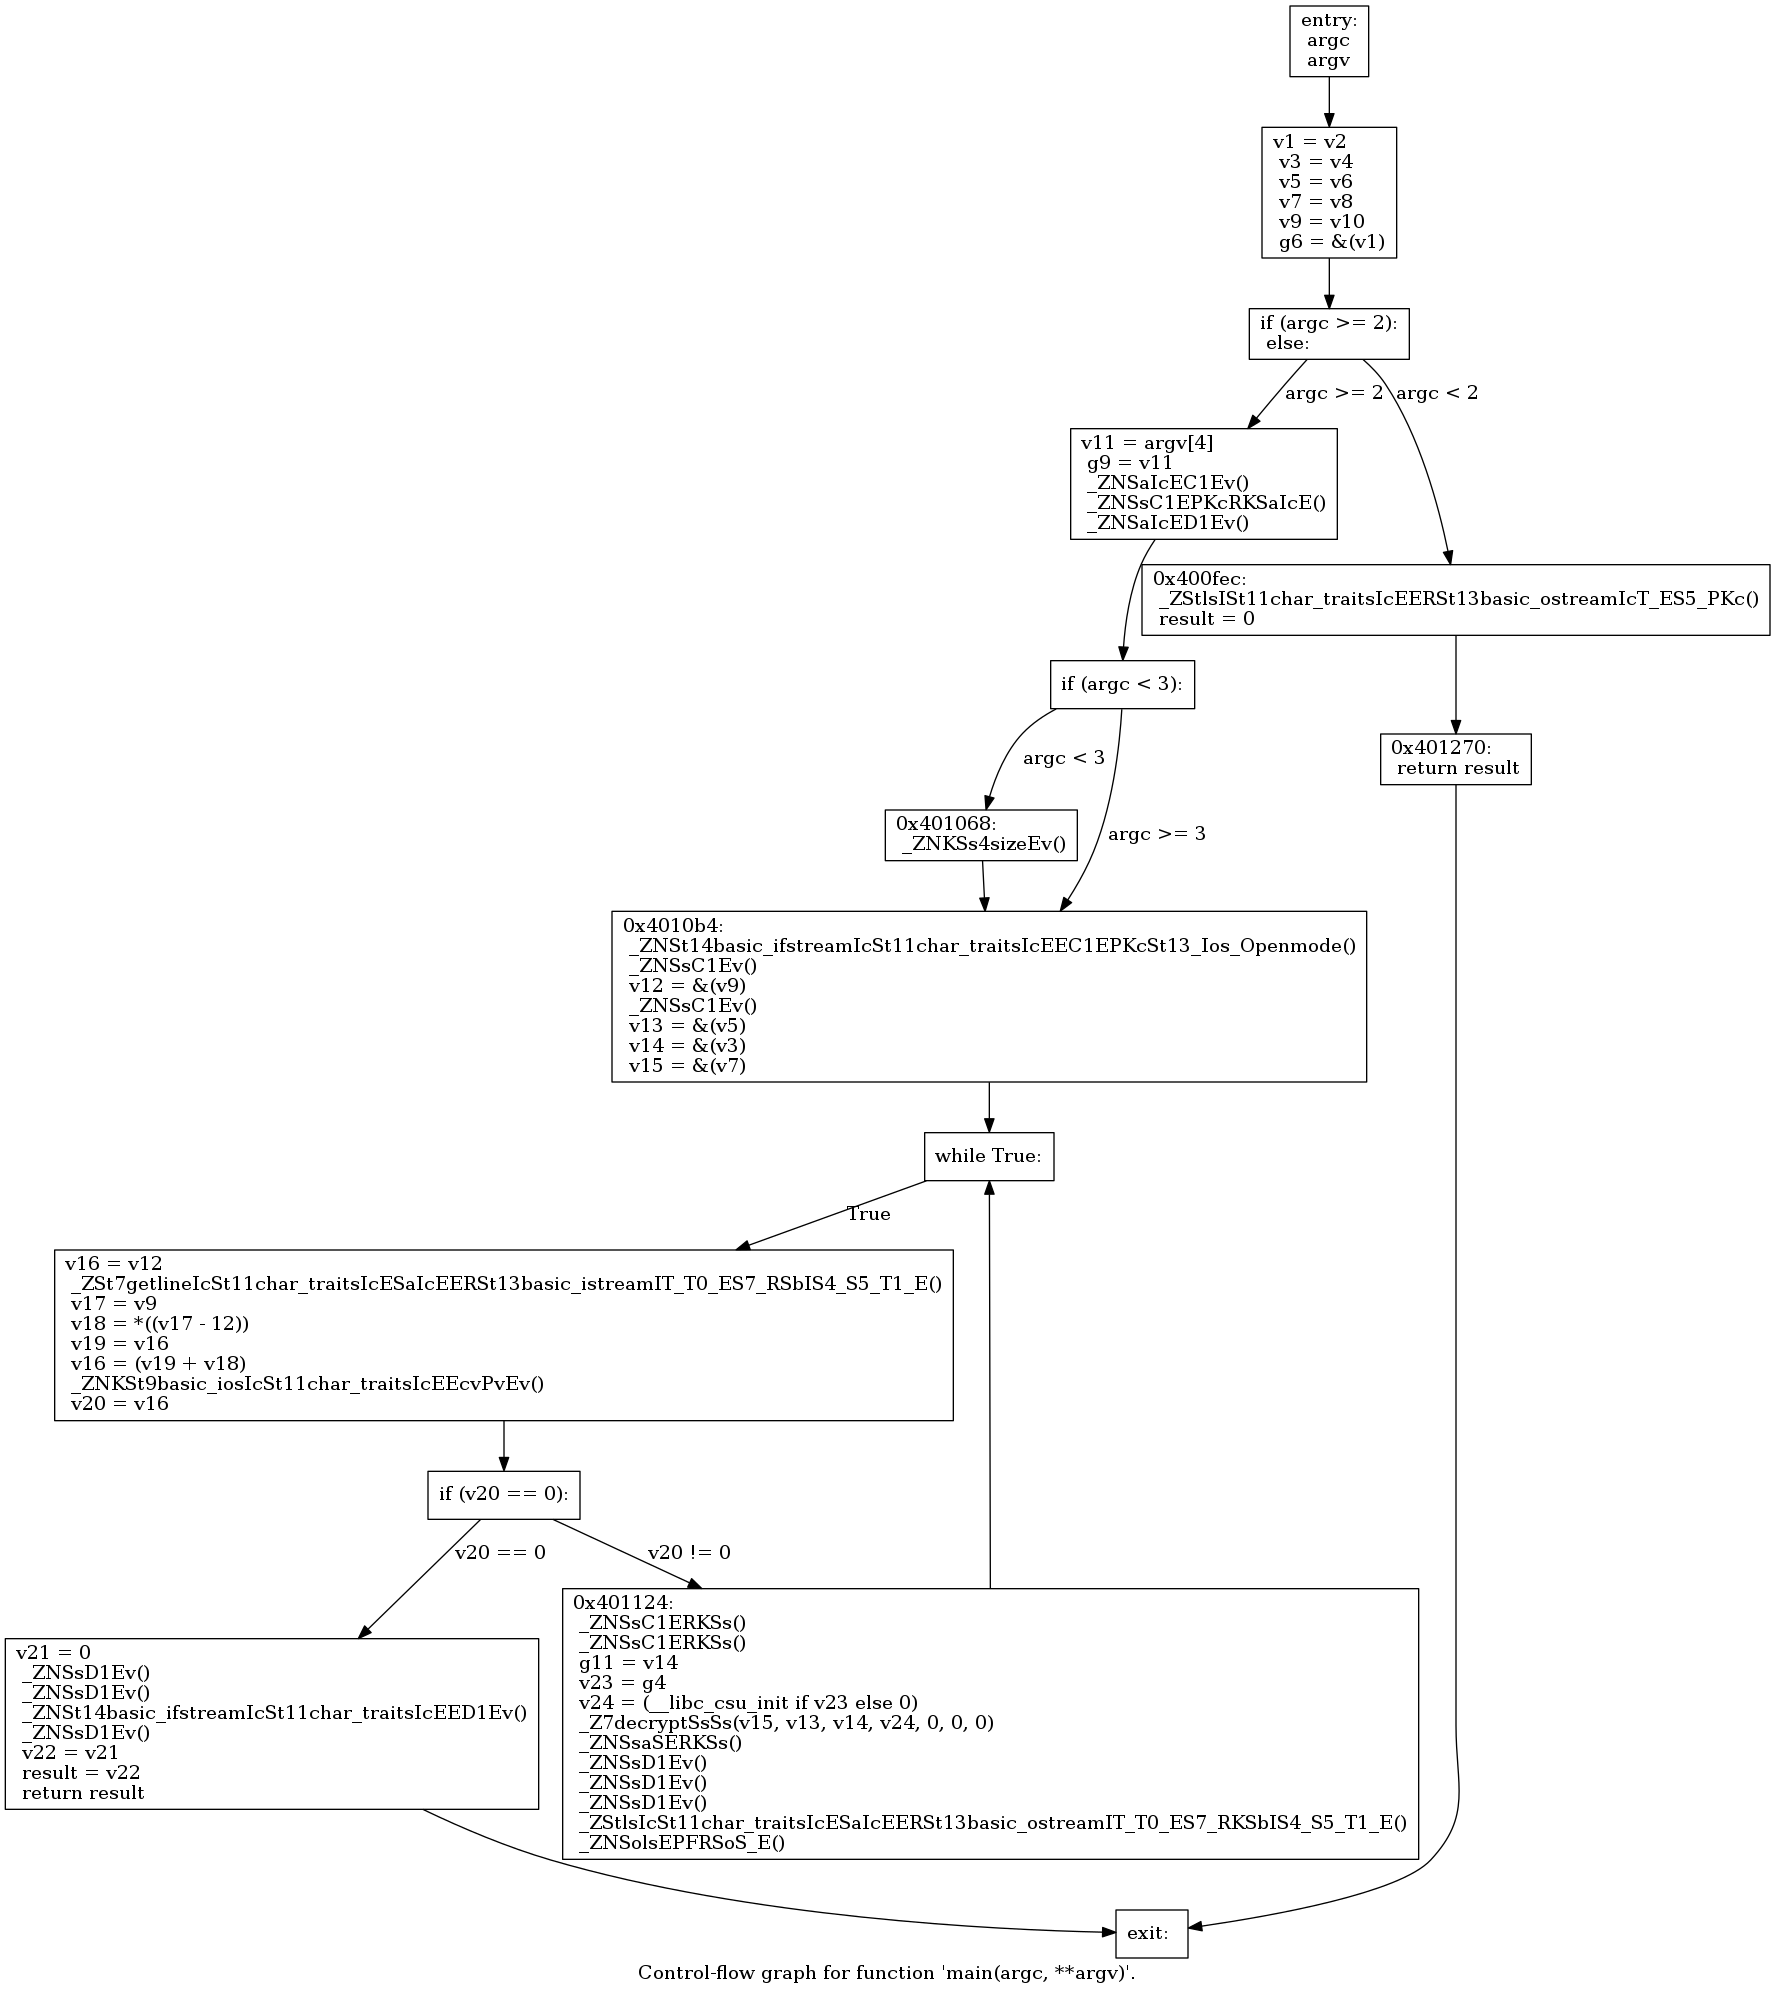 entry:
argc
argv
v1 = v2
v3 = v4
v5 = v6
v7 = v8
v9 = v10
g6 = &(v1)
if (argc >= 2):
else:
argc >= 2
argc < 2
v11 = argv[4]
g9 = v11
_ZNSaIcEC1Ev()
_ZNSsC1EPKcRKSaIcE()
_ZNSaIcED1Ev()
0x400fec:
_ZStlsISt11char_traitsIcEERSt13basic_ostreamIcT_ES5_PKc()
result = 0
if (argc < 3):
0x401270:
return result
argc < 3
argc >= 3
0x401068:
_ZNKSs4sizeEv()
0x4010b4:
_ZNSt14basic_ifstreamIcSt11char_traitsIcEEC1EPKcSt13_Ios_Openmode()
_ZNSsC1Ev()
v12 = &(v9)
_ZNSsC1Ev()
v13 = &(v5)
v14 = &(v3)
v15 = &(v7)
while True:
True
v16 = v12
_ZSt7getlineIcSt11char_traitsIcESaIcEERSt13basic_istreamIT_T0_ES7_RSbIS4_S5_T1_E()
v17 = v9
v18 = *((v17 - 12))
v19 = v16
v16 = (v19 + v18)
_ZNKSt9basic_iosIcSt11char_traitsIcEEcvPvEv()
v20 = v16
if (v20 == 0):
v20 == 0
v20 != 0
0x401124:
_ZNSsC1ERKSs()
_ZNSsC1ERKSs()
g11 = v14
v23 = g4
v24 = (__libc_csu_init if v23 else 0)
_Z7decryptSsSs(v15, v13, v14, v24, 0, 0, 0)
_ZNSsaSERKSs()
_ZNSsD1Ev()
_ZNSsD1Ev()
_ZNSsD1Ev()
_ZStlsIcSt11char_traitsIcESaIcEERSt13basic_ostreamIT_T0_ES7_RKSbIS4_S5_T1_E()
_ZNSolsEPFRSoS_E()
v21 = 0
_ZNSsD1Ev()
_ZNSsD1Ev()
_ZNSt14basic_ifstreamIcSt11char_traitsIcEED1Ev()
_ZNSsD1Ev()
v22 = v21
result = v22
return result
exit:
Control-flow graph for function 'main(argc, **argv)'.